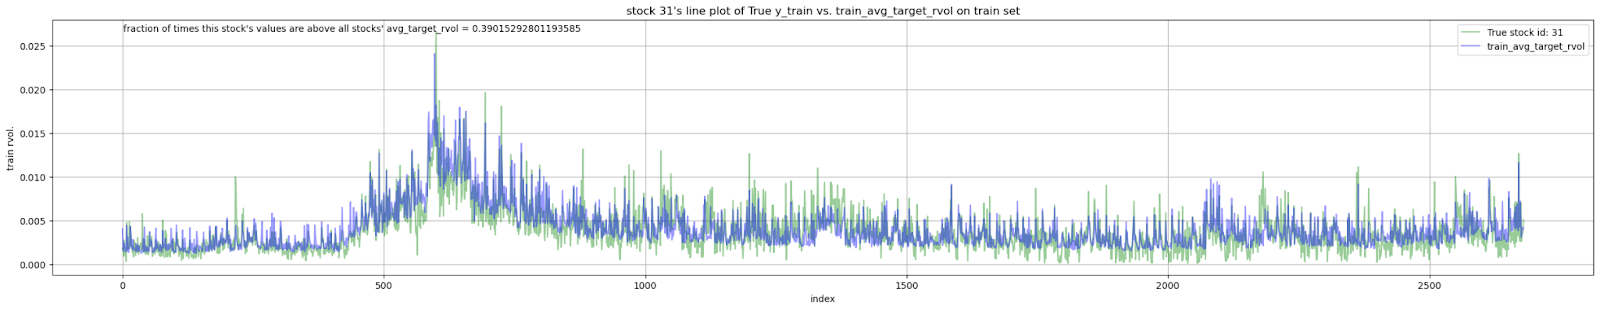 stock 31's line plot of True y_train vs. train_avg_target_rvol on train set
fraction of times this stock's values are above all stocks' avg_target_rvol = 0.39015292801193585
True stock id: 31
train_avg_target_rvol
train rvol.
0.025
0.020
0.015
0.010
0.005
0.000
0
500
1000
1500
2000
2500
index